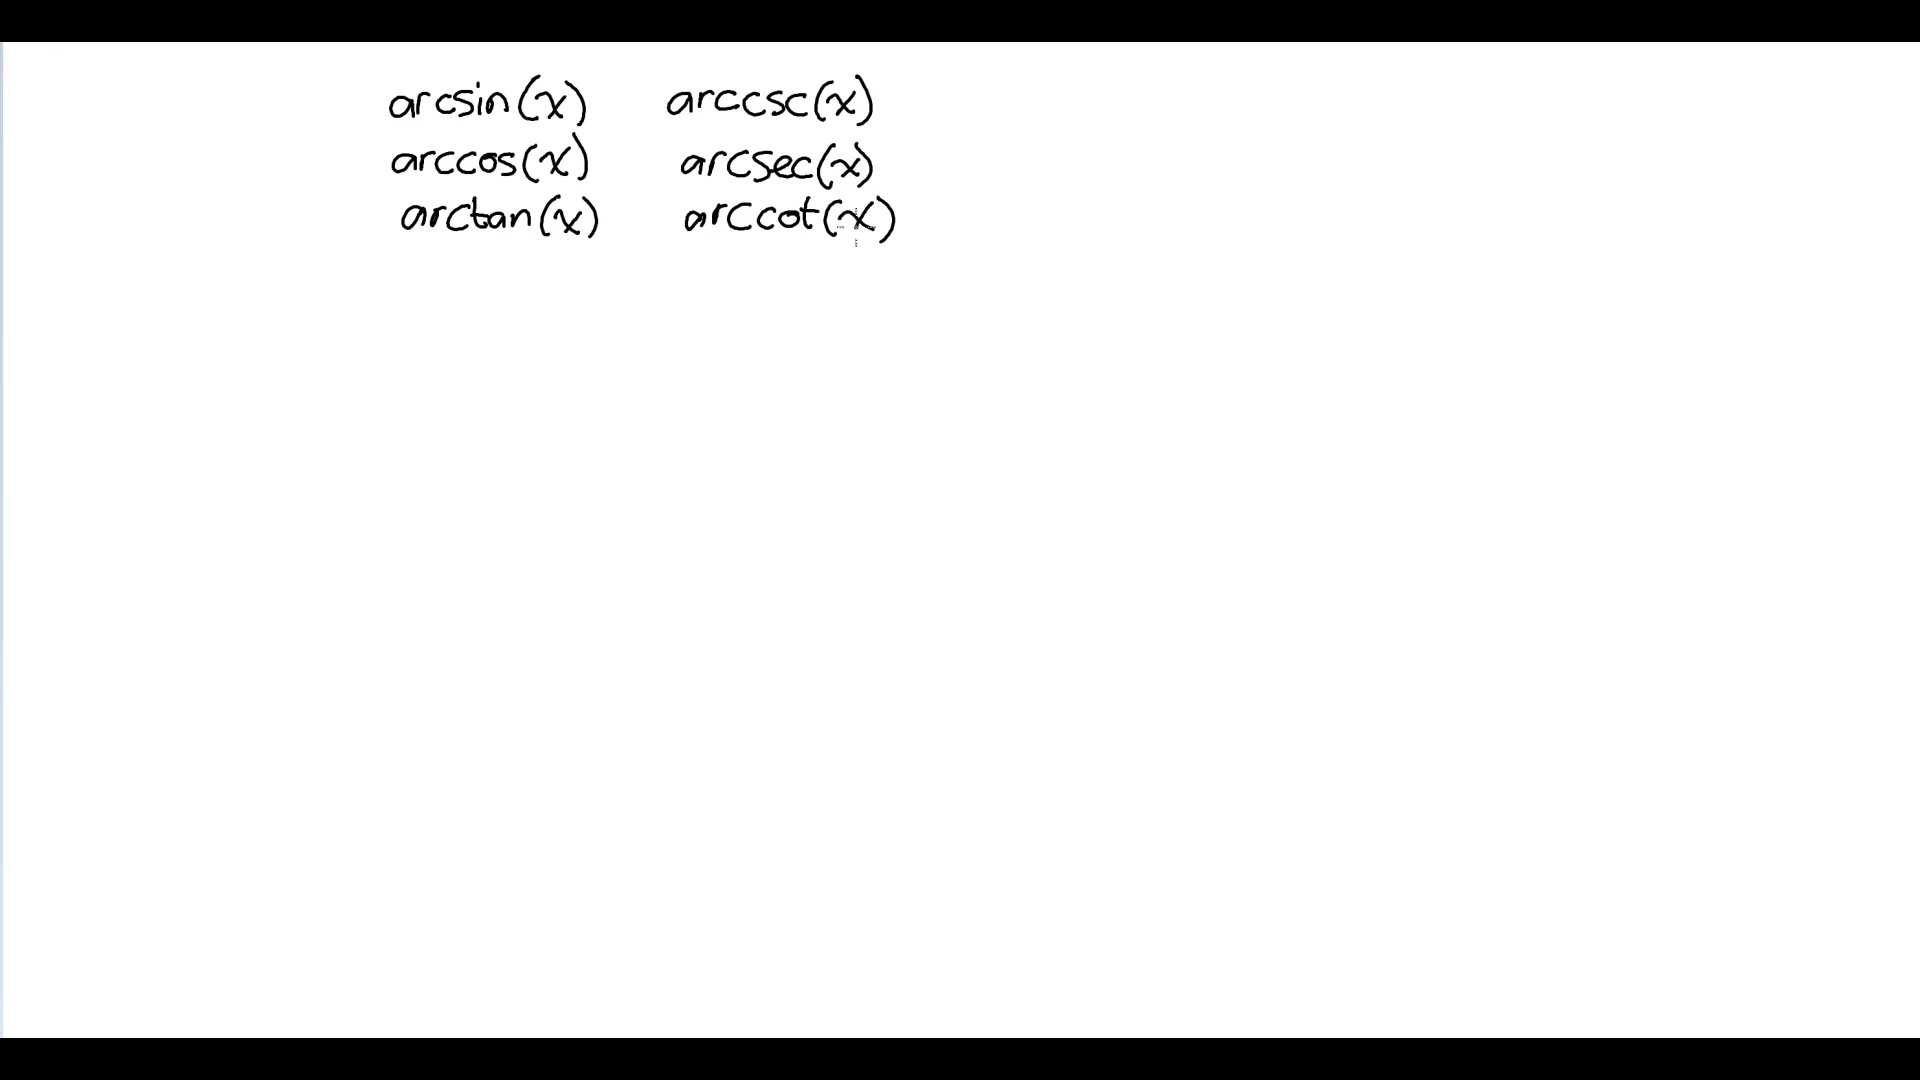 arcsin(x) arccsc(x)
arccos(x) arcsec(x)
arctan(x) arccot(x)